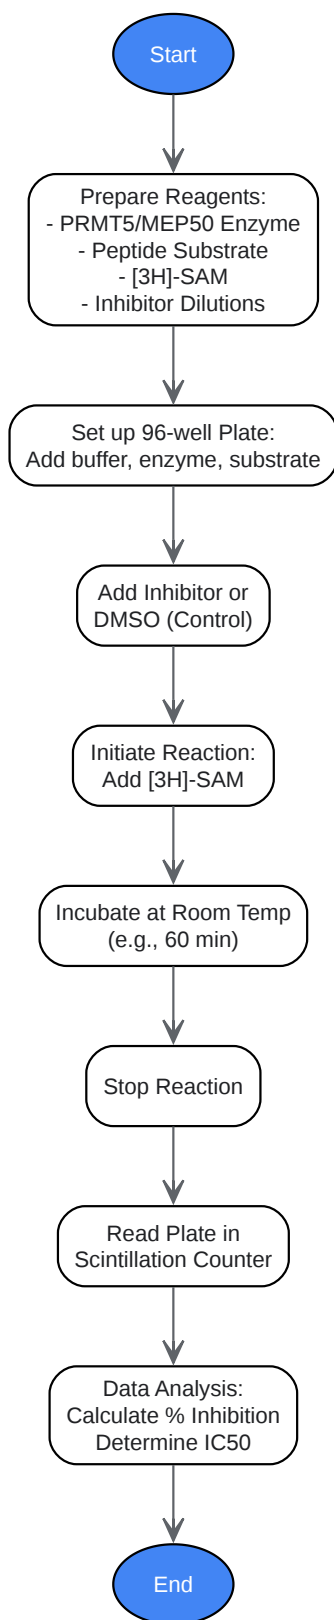 Start
Prepare Reagents:
- PRMT5/MEP50 Enzyme
- Peptide Substrate
- [3H]-SAM
- Inhibitor Dilutions
Set up 96-well Plate:
Add buffer, enzyme, substrate
Add Inhibitor or
DMSO (Control)
Initiate Reaction:
Add [3H]-SAM
Incubate at Room Temp
(e.g., 60 min)
Stop Reaction
Read Plate in
Scintillation Counter
Data Analysis:
Calculate % Inhibition
Determine IC50
End